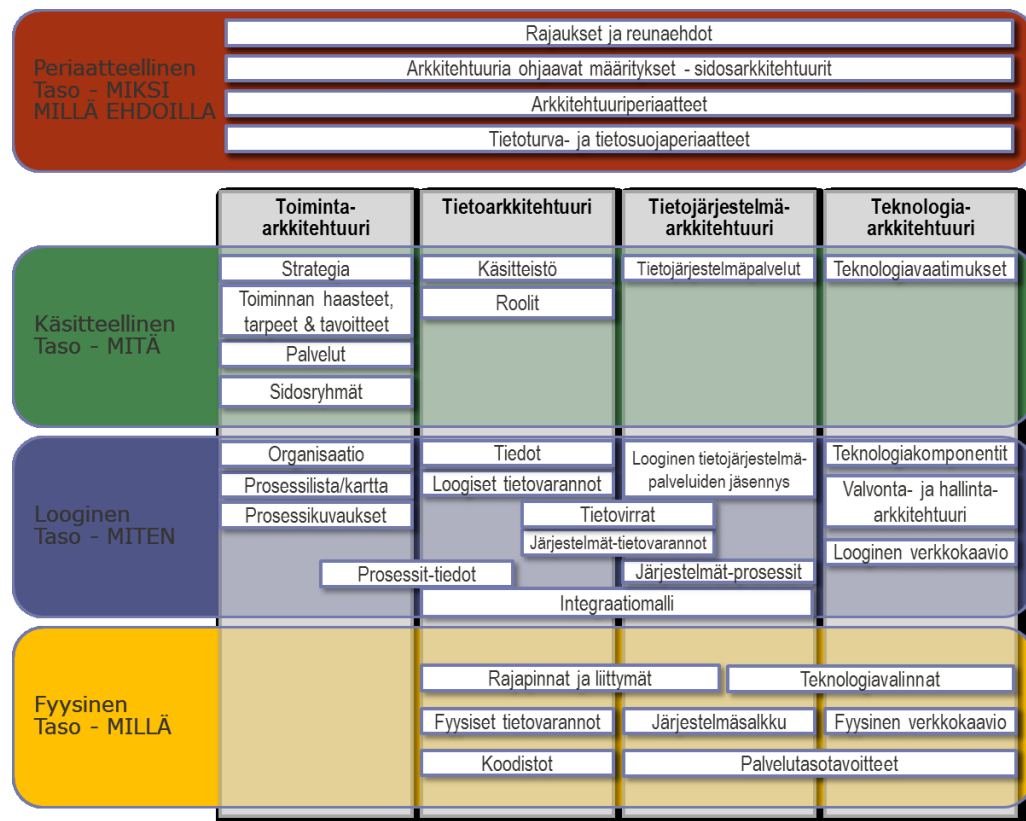 Periaatteellinen
Taso - MIKSI
MILLÄ EHDOILLA
Rajaukset ja reunaehdot
Arkkitehtuuria ohjaavat määritykset - sidosarkkitehtuurit
Arkkitehtuuriperiaatteet
Tietoturva- ja tietosuojaperiaatteet
Toiminta-
arkkitehtuuri
Tietoarkkitehtuuri
Tietojärjestelmä-
arkkitehtuuri
Teknologia-
arkkitehtuuri
Käsitteellinen
Taso - MITÄ
Strategia
Toiminnan haasteet,
tarpeet & tavoitteet
Palvelut
Sidosryhmät
Käsitteistö
Roolit
Tietojärjestelmäpalvelut
Teknologiavaatimukset
Looginen
Taso - MITEN
Organisaatio
Prosessilista/kartta
Prosessikuvaukset
Tiedot
Loogiset tietovarannot
Looginen tietojärjestelmä-
palveluiden jäsennys
Teknologiakomponentit
Valvonta- ja hallinta-
arkkitehtuuri
Looginen verkkokaavio
Tietovirrat
Järjestelmät-tietovarannot
Prosessit-tiedot
Järjestelmät-prosessit
Integraatiomalli
Fyysinen
Taso - MILLÄ
Rajapinnat ja liittymät
Teknologiavalinnat
Fyysiset tietovarannot
Järjestelmäsalkku
Fyysinen verkkokaavio
Koodistot
Palvelutasotavoitteet